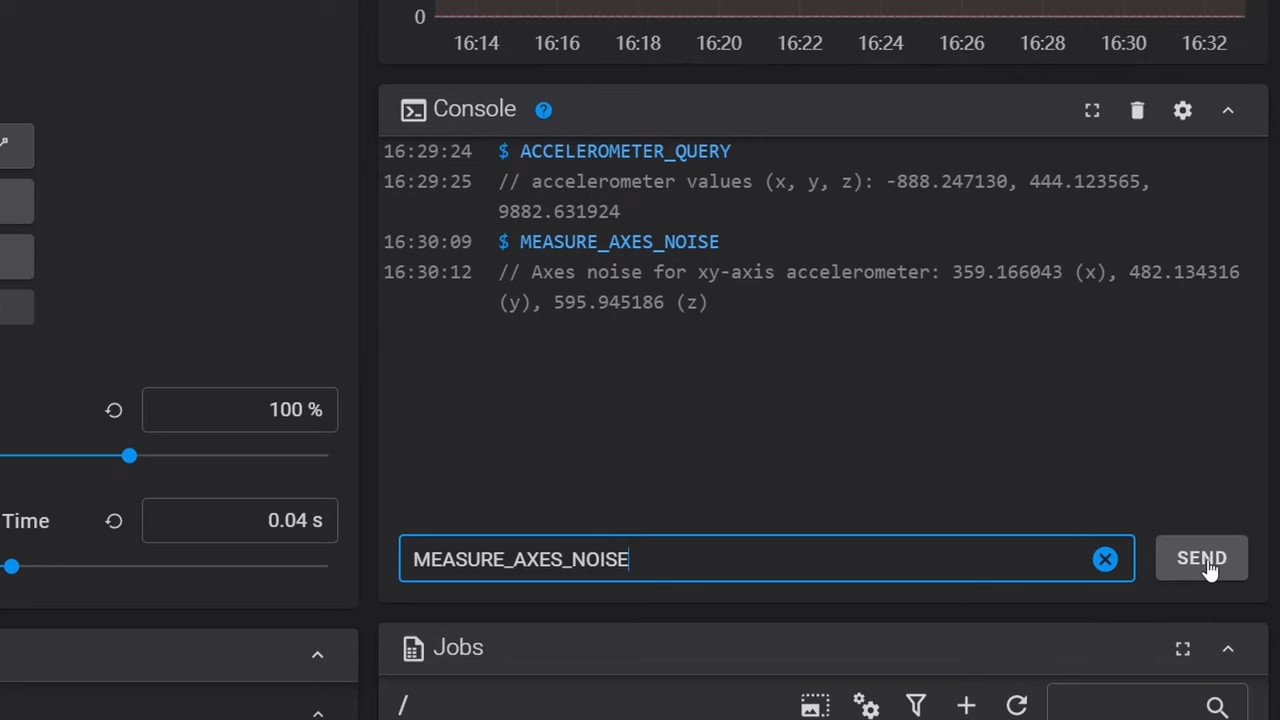 0
16:14 16:16 16:18 16:20 16:22 16:24 16:26 16:28 16:30 16:32
Console
16:29:24 $ ACCELEROMETER_QUERY
16:29:25 // accelerometer values (x, y, z): -888.247130, 444.123565,
9882.631924
16:30:09 $ MEASURE_AXES_NOISE
16:30:12 // Axes noise for xy-axis accelerometer: 359.166043 (x), 482.134316
(y), 595.945186 (z)
100 %
Time 0.04 s
MEASURE_AXES_NOISE SEND
Jobs
/